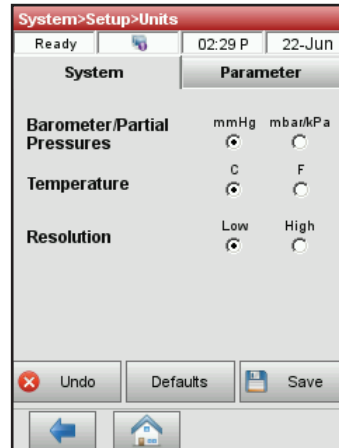 System>Setup>Units
Ready 02:29 P 22-Jun
System Parameter
Barometer/Partial mmHg mbar/kPa
Pressures
C F
Temperature
Low High
Resolution
Undo Defaults Save